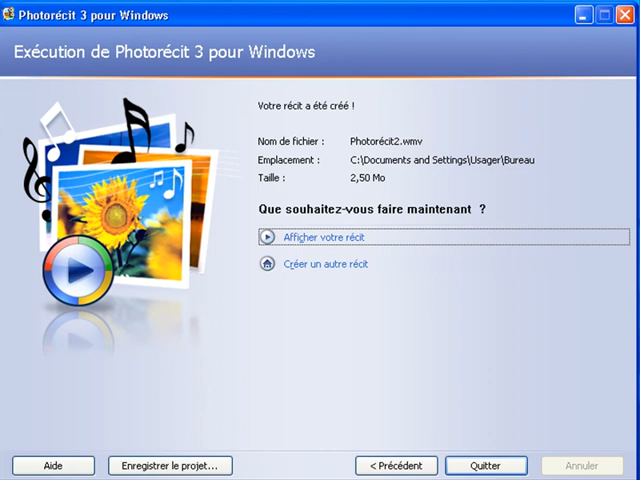 Photorécit 3 pour Windows
Exécution de Photorécit 3 pour Windows
Votre récit a été créé !
Nom de fichier : Photorécit2.wmv
Emplacement : C:\Documents and Settings\Usager\Bureau
Taille : 2,50 Mo
Que souhaitez-vous faire maintenant ?
Afficher votre récit
Créer un autre récit
Aide Enregistrer le projet... < Précédent Quitter Annuler